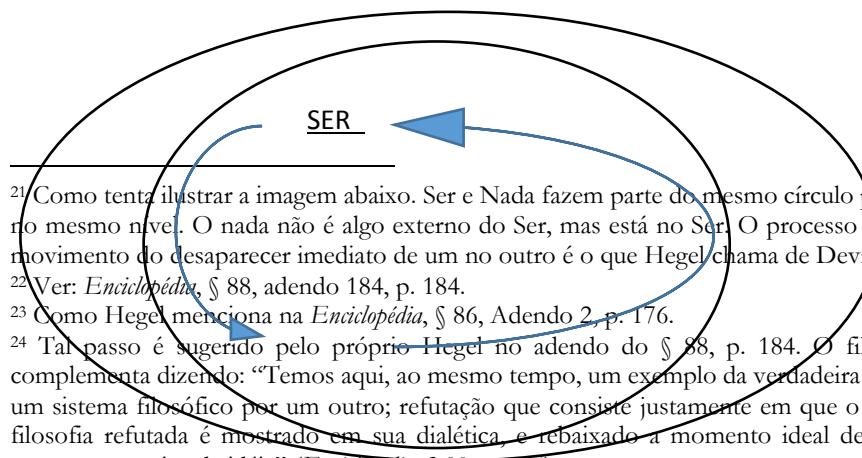 SER
21 Como tenta ilustrar a imagem abaixo. Ser e Nada fazem parte do mesmo círculo
no mesmo nível. O nada não é algo externo do Ser, mas está no Ser. O processo
movimento do desaparecer imediato de um no outro é o que Hegel chama de Devi
22 Ver: Enciclopédia, § 88, adendo 184, p. 184.
23 Como Hegel menciona na Enciclopédia, § 86, Adendo 2, p. 176.
24 Tal passo é sugerido pelo próprio Hegel no adendo do § 88, p. 184. O fil
complementa dizendo: “Temos aqui, ao mesmo tempo, um exemplo da verdadeira
um sistema filosófico por um outro; refutação que consiste justamente em que o
filosofia refutada é mostrado em sua dialética, e rebaixado a momento ideal de